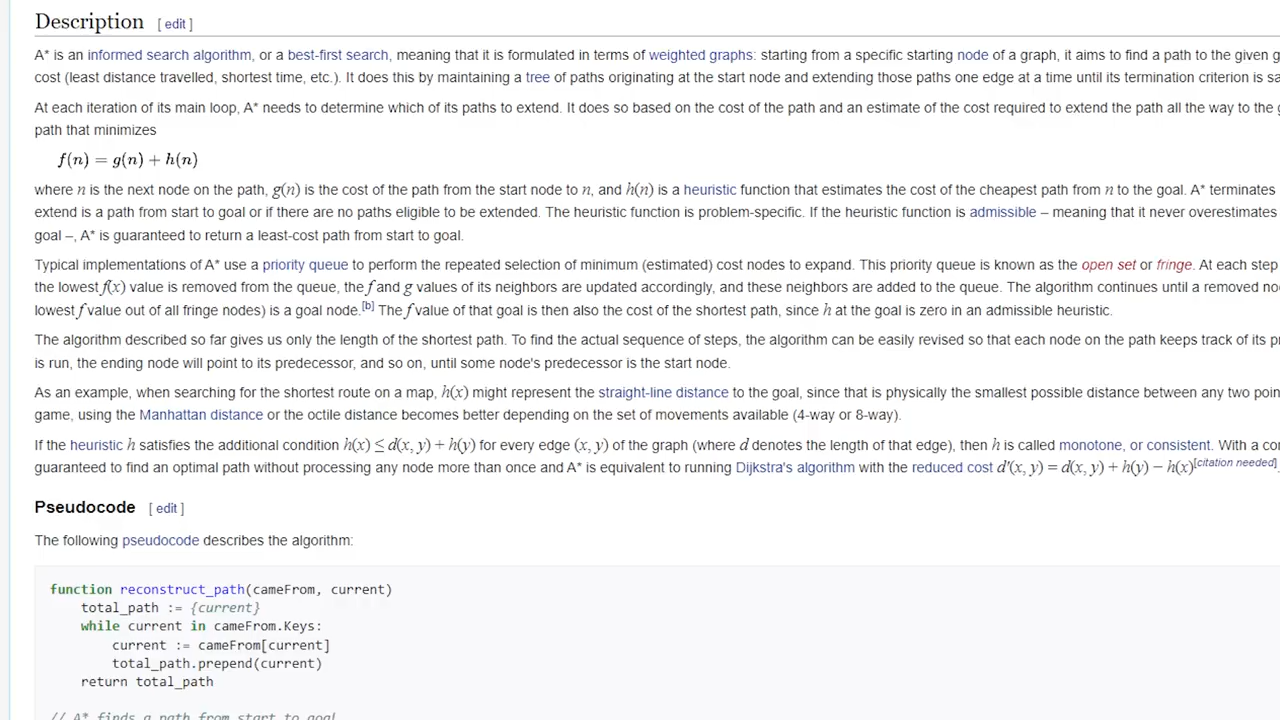 Description [ edit ]
A* is an informed search algorithm, or a best-first search, meaning that it is formulated in terms of weighted graphs: starting from a specific starting node of a graph, it aims to find a path to the given
cost (least distance travelled, shortest time, etc.). It does this by maintaining a tree of paths originating at the start node and extending those paths one edge at a time until its termination criterion is
At each iteration of its main loop, A* needs to determine which of its paths to extend. It does so based on the cost of the path and an estimate of the cost required to extend the path all the way to the
path that minimizes
f(n) = g(n) + h(n)
where n is the next node on the path, g(n) is the cost of the path from the start node to n, and h(n) is a heuristic function that estimates the cost of the cheapest path from n to the goal. A* terminates
extend is a path from start to goal or if there are no paths eligible to be extended. The heuristic function is problem-specific. If the heuristic function is admissible – meaning that it never overestimates
goal –, A* is guaranteed to return a least-cost path from start to goal.
Typical implementations of A* use a priority queue to perform the repeated selection of minimum (estimated) cost nodes to expand. This priority queue is known as the open set or fringe. At each step
the lowest f(x) value is removed from the queue, the f and g values of its neighbors are updated accordingly, and these neighbors are added to the queue. The algorithm continues until a removed
lowest f value out of all fringe nodes) is a goal node.[b] The f value of that goal is then also the cost of the shortest path, since h at the goal is zero in an admissible heuristic.
The algorithm described so far gives us only the length of the shortest path. To find the actual sequence of steps, the algorithm can be easily revised so that each node on the path keeps track of its
is run, the ending node will point to its predecessor, and so on, until some node's predecessor is the start node.
As an example, when searching for the shortest route on a map, h(x) might represent the straight-line distance to the goal, since that is physically the smallest possible distance between any two
game, using the Manhattan distance or the octile distance becomes better depending on the set of movements available (4-way or 8-way).
If the heuristic h satisfies the additional condition h(x) ≤ d(x, y) + h(y) for every edge (x, y) of the graph (where d denotes the length of that edge), then h is called monotone, or consistent. With a
guaranteed to find an optimal path without processing any node more than once and A* is equivalent to running Dijkstra's algorithm with the reduced cost d'(x, y) = d(x, y) + h(y) − h(x)[citation needed]
Pseudocode [ edit ]
The following pseudocode describes the algorithm:
function reconstruct_path(cameFrom, current)
total_path := {current}
while current in cameFrom.Keys:
current := cameFrom[current]
total_path.prepend(current)
return total_path
// A* finds a path from start to goal